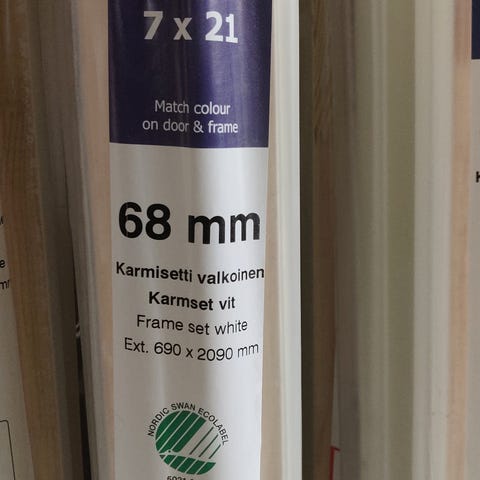 7 x 21
Match colour
on door & frame
68 mm
Karmisetti valkoinen
Karmset vit
Frame set white
Ext. 690 x 2090 mm
NORDIC SWAN ECOLABEL